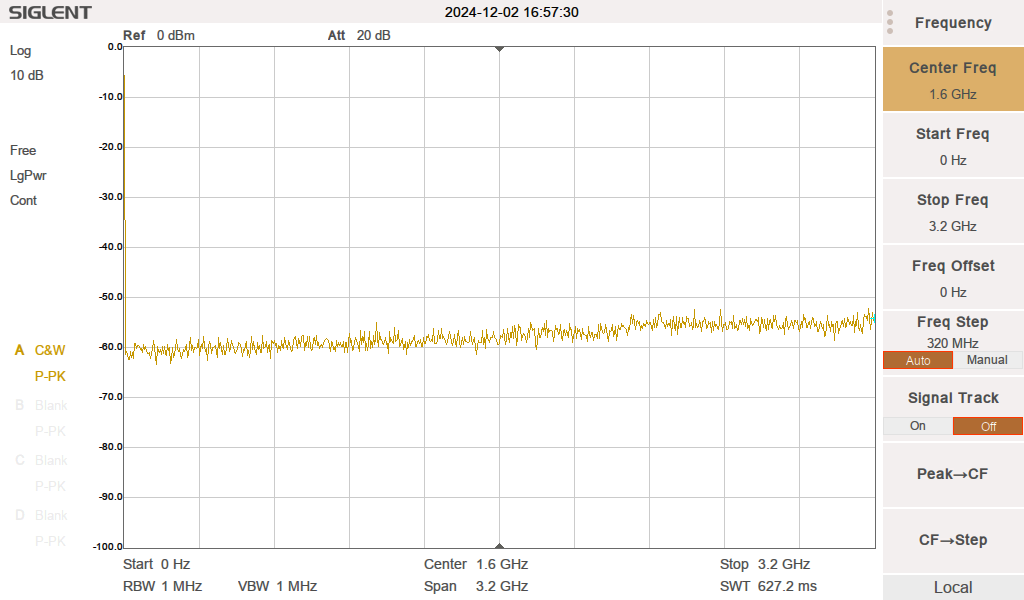 SIGLENT 2024-12-02 16:57:30
Frequency
Ref 0 dBm Att 20 dB
Log
10 dB
Free
LgPwr
Cont
A C&W
P-PK
B Blank
P-PK
C Blank
P-PK
D Blank
P-PK
0.0
-10.0
-20.0
-30.0
-40.0
-50.0
-60.0
-70.0
-80.0
-90.0
-100.0
Start 0 Hz Center 1.6 GHz Stop 3.2 GHz
RBW 1 MHz VBW 1 MHz Span 3.2 GHz SWT 627.2 ms
Center Freq
1.6 GHz
Start Freq
0 Hz
Stop Freq
3.2 GHz
Freq Offset
0 Hz
Freq Step
320 MHz
Auto Manual
Signal Track
On Off
Peak→CF
CF→Step
Local